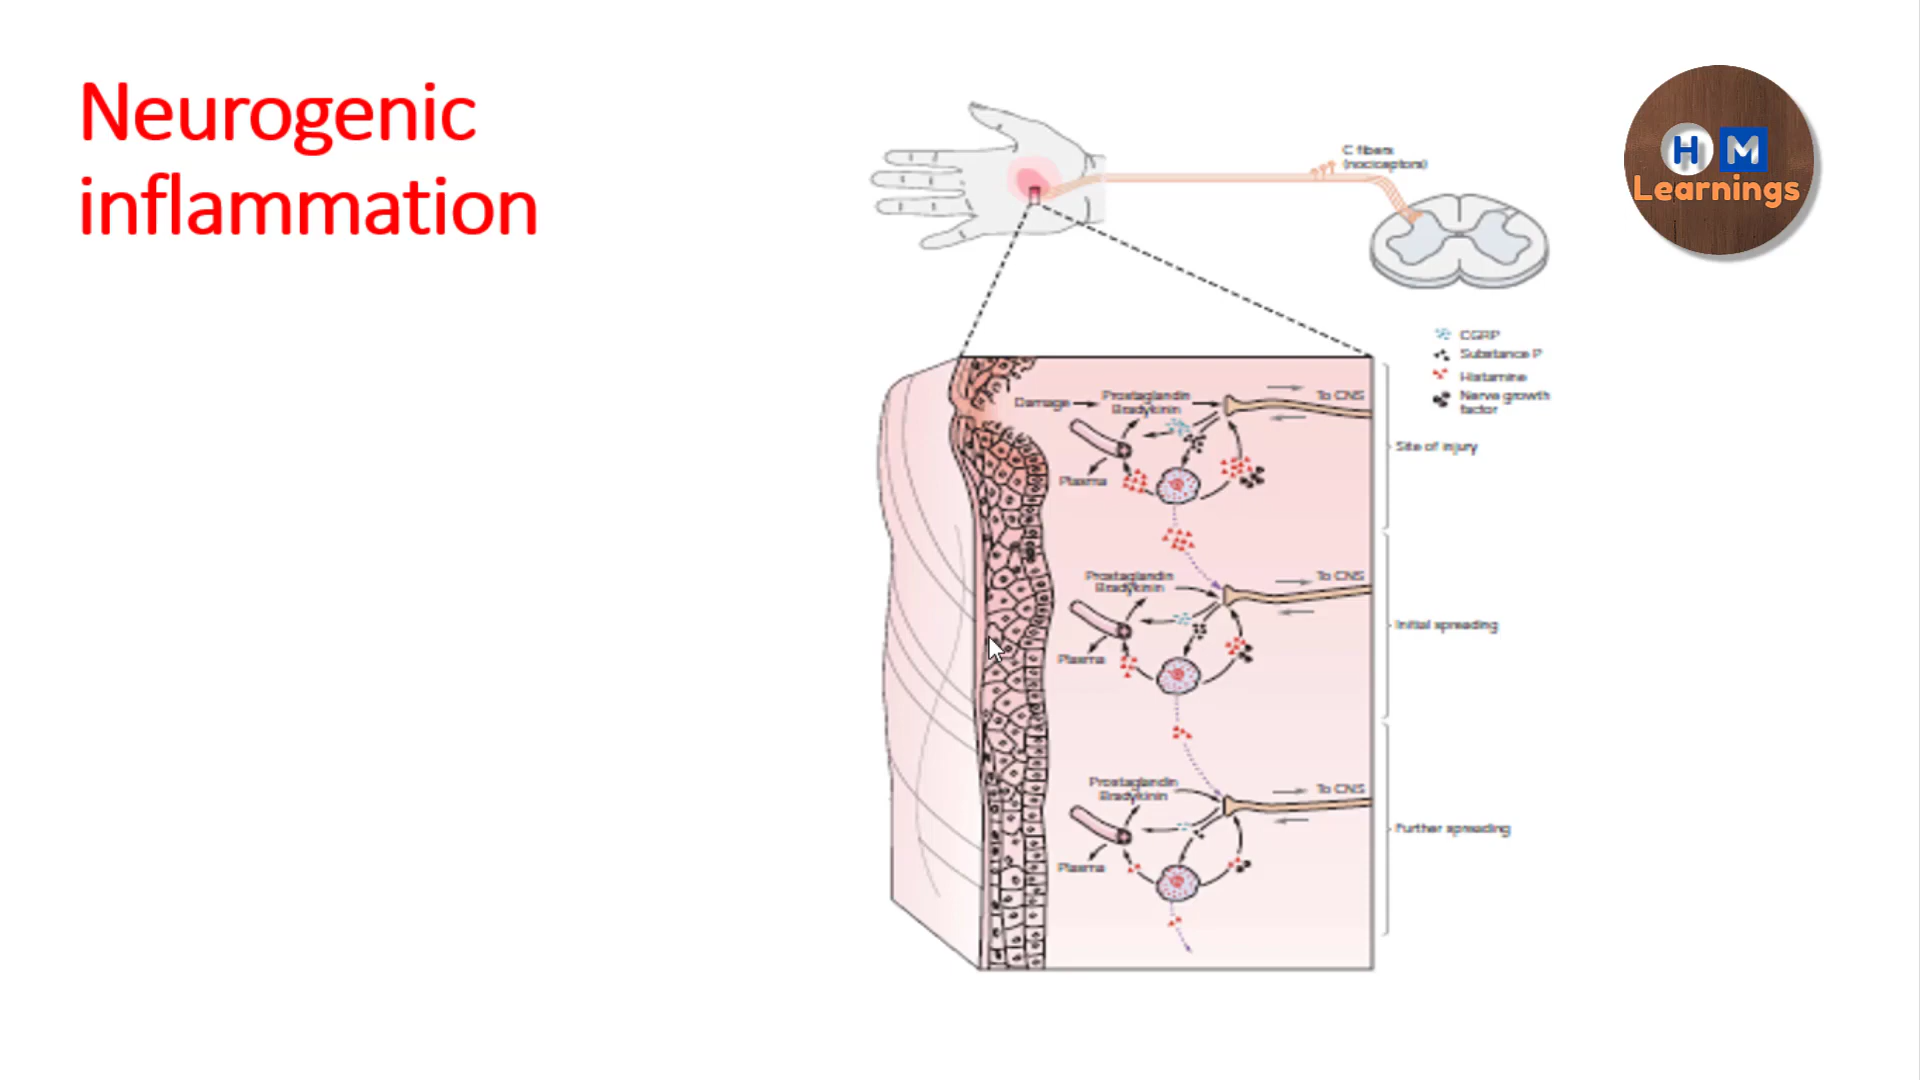 Neurogenic
inflammation
H M
Learnings
C fibers
(nociceptors)
CGRP
Substance P
Histamine
Nerve growth
factor
Damage
Prostaglandin
Bradykinin
To CNS
Plasma
Site of injury
Prostaglandin
Bradykinin
To CNS
Plasma
Initial spreading
Prostaglandin
Bradykinin
To CNS
Plasma
Further spreading